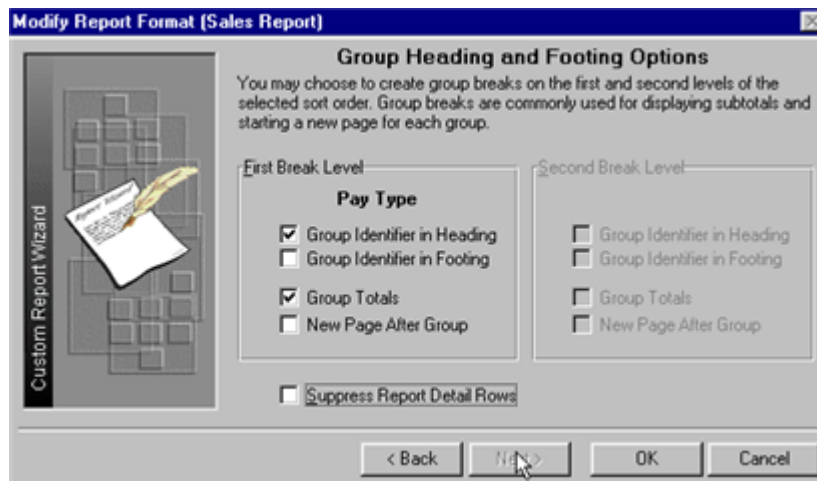 Modify Report Format (Sales Report)
Group Heading and Footing Options
You may choose to create group breaks on the first and second levels of the
selected sort order. Group breaks are commonly used for displaying subtotals and
starting a new page for each group.
First Break Level
Pay Type
Group Identifier in Heading
Group Identifier in Footing
Group Totals
New Page After Group
Second Break Level
Group Identifier in Heading
Group Identifier in Footing
Group Totals
New Page After Group
Suppress Report Detail Rows
Custom Report Wizard
Report Wizard
< Back
Next >
OK
Cancel